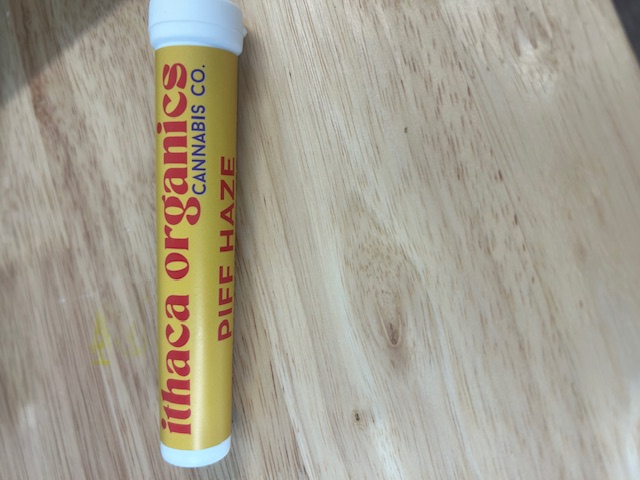 ithaca organics
CANNABIS CO.
PIFF HAZE